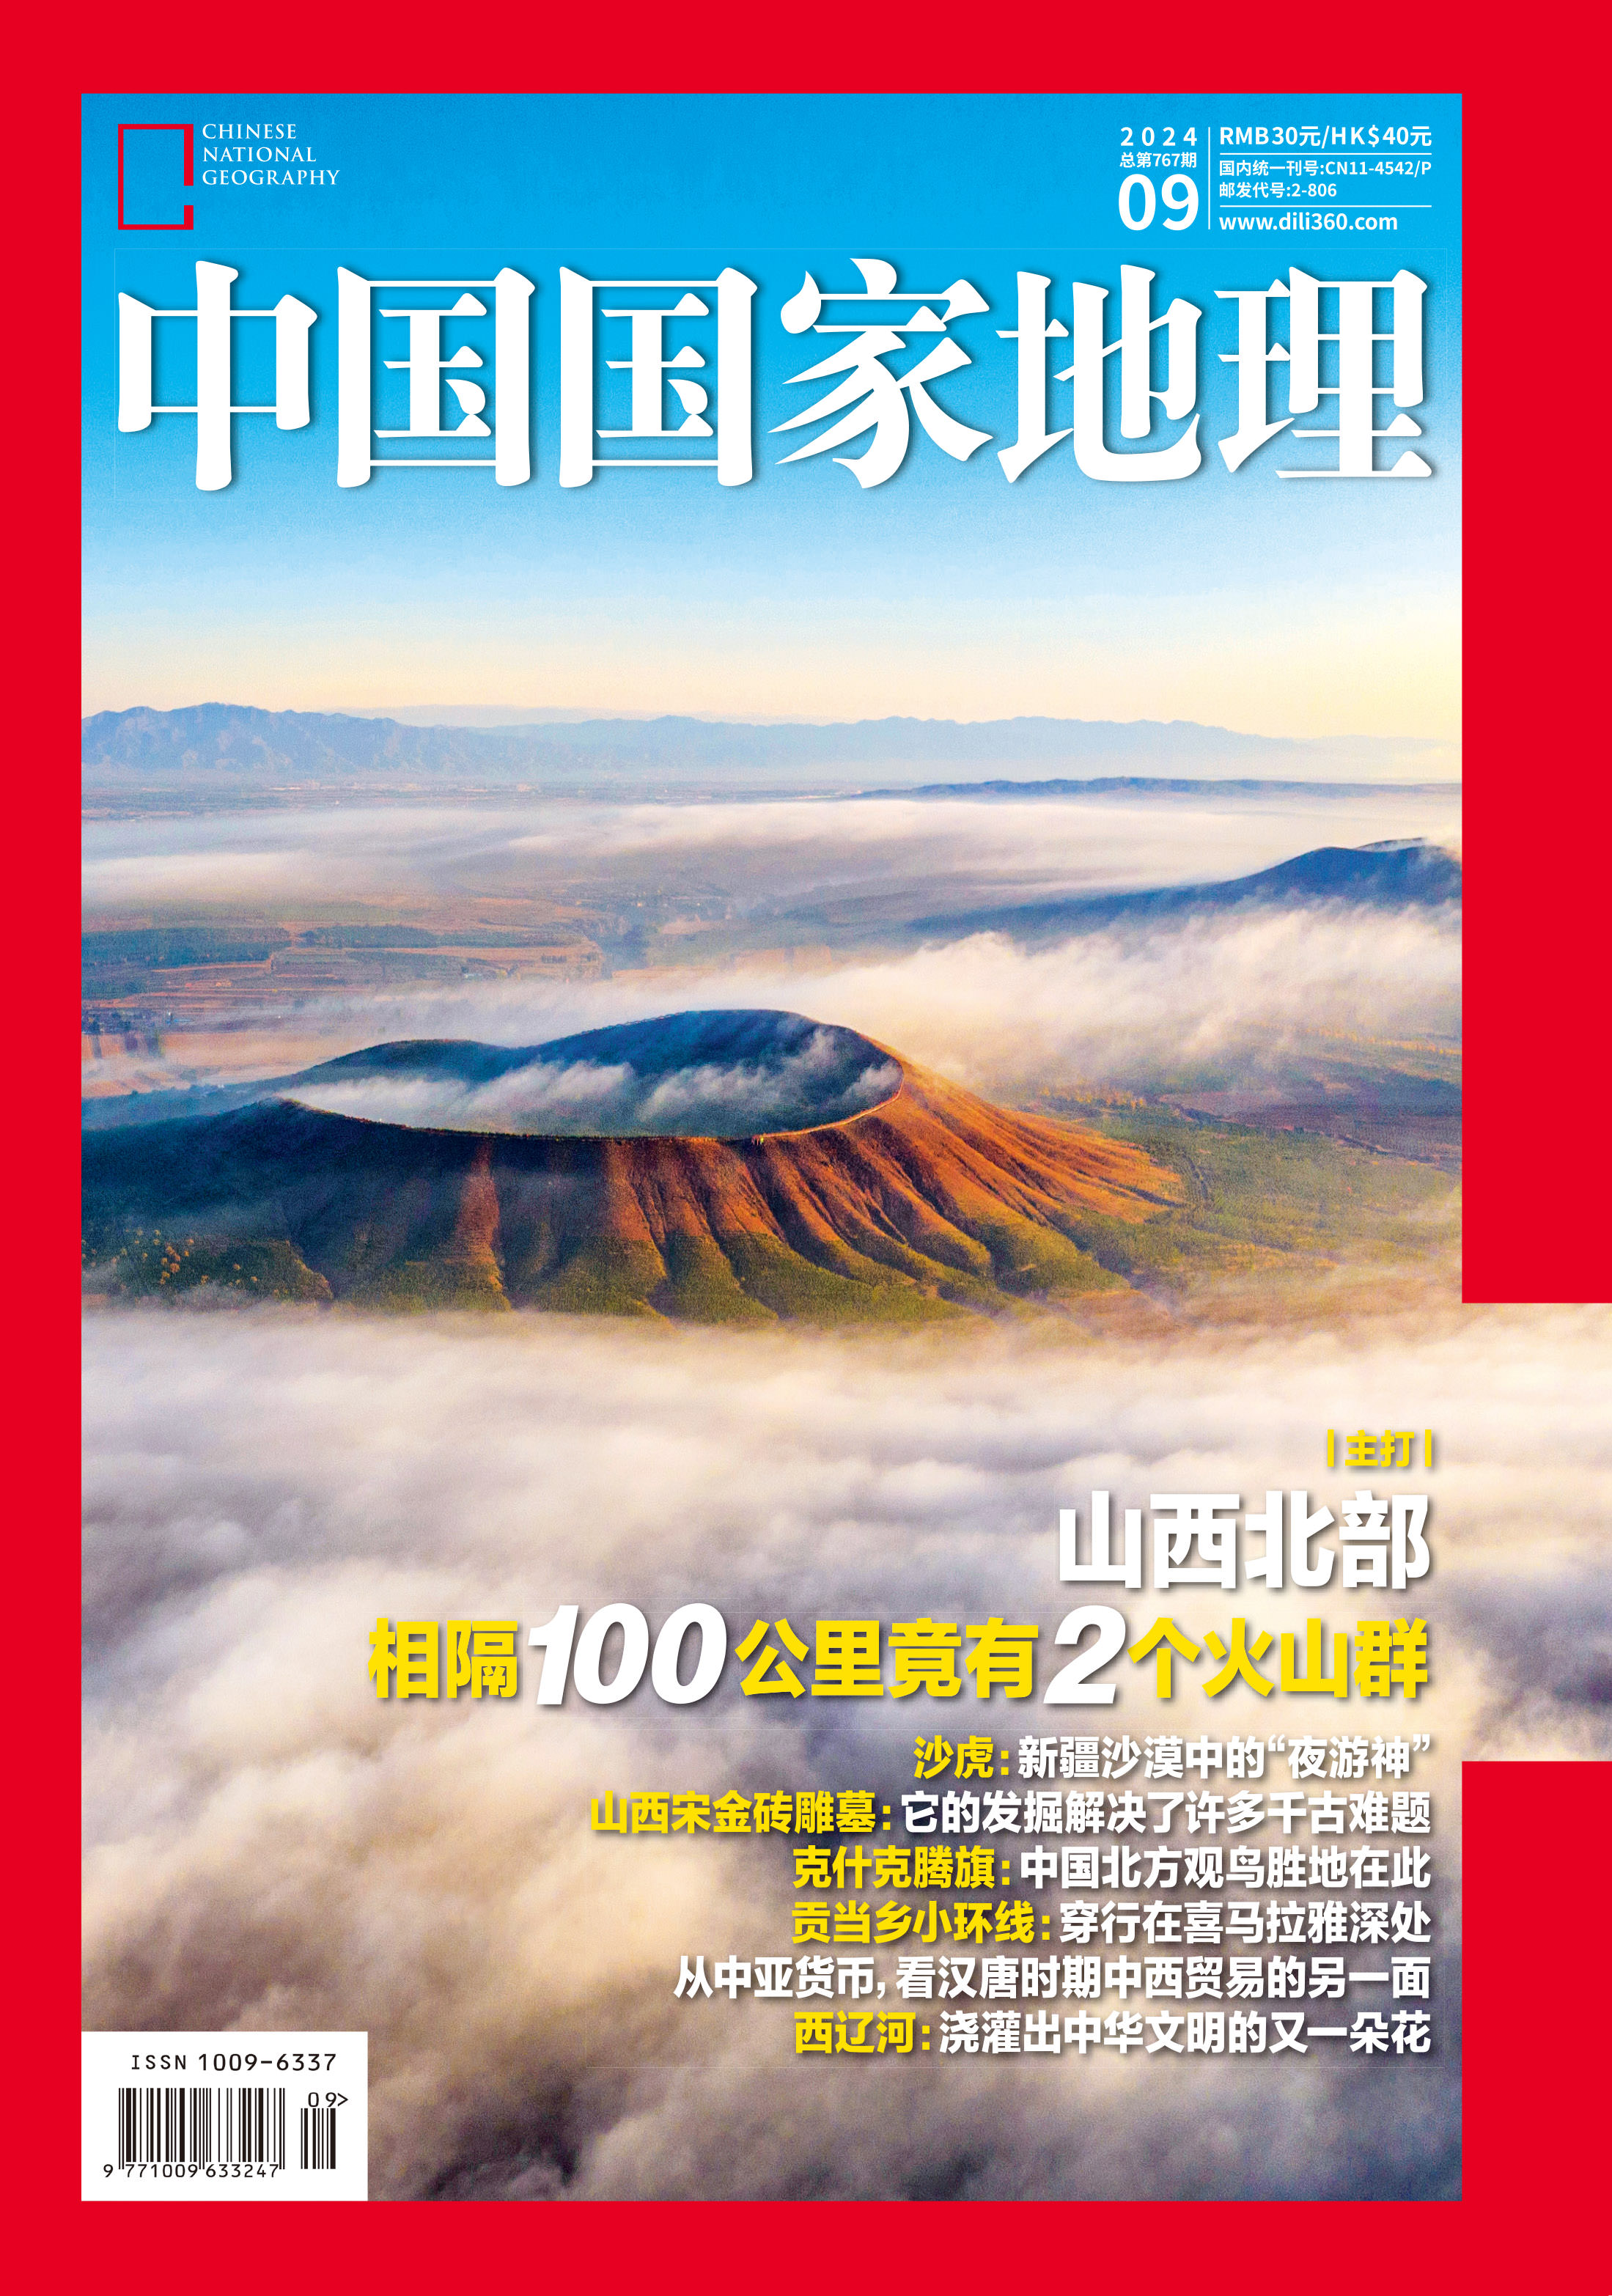 CHINESE
NATIONAL
GEOGRAPHY
2024
总第767期
09
RMB30元/HK$40元
国内统一刊号:CN11-4542/P
邮发代号:2-806
www.dili360.com
中国国家地理
主打
山西北部
相隔100公里竟有2个火山群
沙虎:新疆沙漠中的“夜游神”
山西宋金砖雕墓:它的发掘解决了许多千古难题
克什克腾旗:中国北方观鸟胜地在此
贡当乡小环线:穿行在喜马拉雅深处
从中亚货币,看汉唐时期中西贸易的另一面
西辽河:浇灌出中华文明的又一朵花
ISSN 1009-6337
09>
9 771009 633247